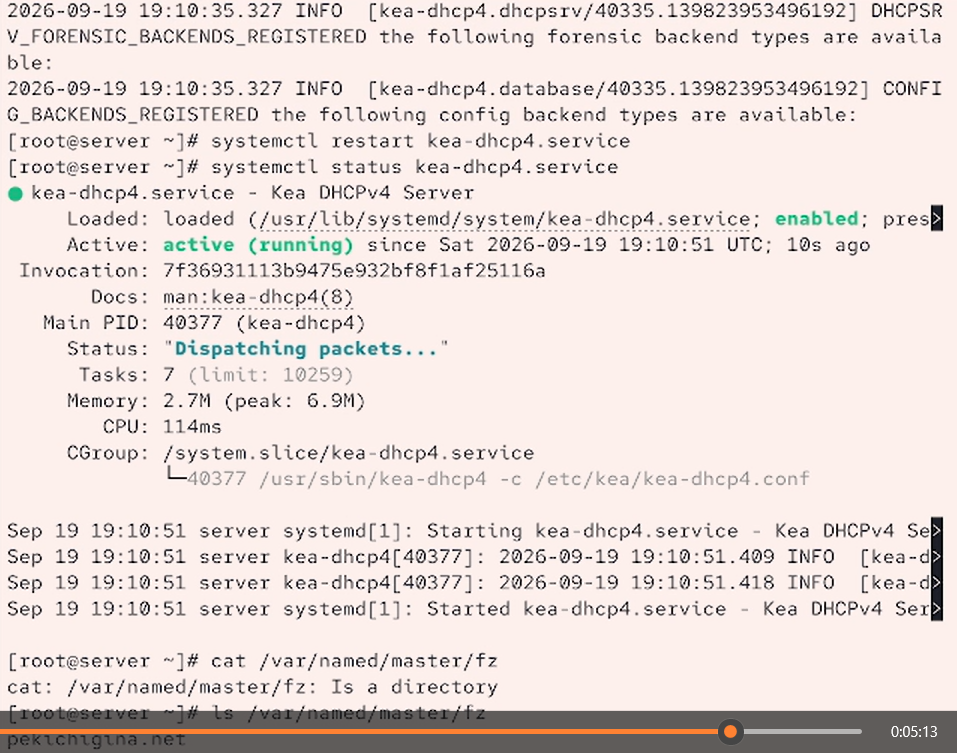 2026-09-19 19:10:35.327 INFO  [kea-dhcp4.dhcpsrv/40335.139823953496192] DHCPSR
V_FORENSIC_BACKENDS_REGISTERED the following forensic backend types are availa
ble:
2026-09-19 19:10:35.327 INFO  [kea-dhcp4.database/40335.139823953496192] CONFI
G_BACKENDS_REGISTERED the following config backend types are available:
[root@server ~]# systemctl restart kea-dhcp4.service
[root@server ~]# systemctl status kea-dhcp4.service
● kea-dhcp4.service - Kea DHCPv4 Server
     Loaded: loaded (/usr/lib/systemd/system/kea-dhcp4.service; enabled; pres>
     Active: active (running) since Sat 2026-09-19 19:10:51 UTC; 10s ago
 Invocation: 7f36931113b9475e932bf8f1af25116a
       Docs: man:kea-dhcp4(8)
   Main PID: 40377 (kea-dhcp4)
     Status: "Dispatching packets..."
      Tasks: 7 (limit: 10259)
     Memory: 2.7M (peak: 6.9M)
        CPU: 114ms
     CGroup: /system.slice/kea-dhcp4.service
             └─40377 /usr/sbin/kea-dhcp4 -c /etc/kea/kea-dhcp4.conf
Sep 19 19:10:51 server systemd[1]: Starting kea-dhcp4.service - Kea DHCPv4 Se>
Sep 19 19:10:51 server kea-dhcp4[40377]: 2026-09-19 19:10:51.409 INFO  [kea-d>
Sep 19 19:10:51 server kea-dhcp4[40377]: 2026-09-19 19:10:51.418 INFO  [kea-d>
Sep 19 19:10:51 server systemd[1]: Started kea-dhcp4.service - Kea DHCPv4 Ser>
[root@server ~]# cat /var/named/master/fz
cat: /var/named/master/fz: Is a directory
[root@server ~]# ls /var/named/master/fz
pekichigina.net
0:05:13